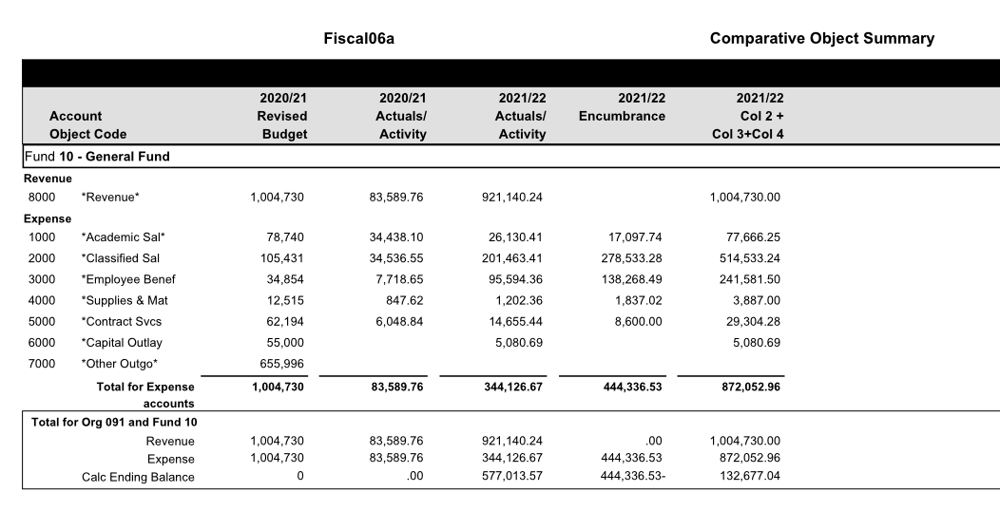 Fiscal06a Comparative Object Summary
2020/21 2020/21 2021/22 2021/22 2021/22
Account Revised Actuals/ Actuals/ Encumbrance Col 2 +
Object Code Budget Activity Activity Col 3+Col 4
Fund 10 - General Fund
Revenue
8000 *Revenue* 1,004,730 83,589.76 921,140.24 1,004,730.00
Expense
1000 *Academic Sal* 78,740 34,438.10 26,130.41 17,097.74 77,666.25
2000 *Classified Sal 105,431 34,536.55 201,463.41 278,533.28 514,533.24
3000 *Employee Benef 34,854 7,718.65 95,594.36 138,268.49 241,581.50
4000 *Supplies & Mat 12,515 847.62 1,202.36 1,837.02 3,887.00
5000 *Contract Svcs 62,194 6,048.84 14,655.44 8,600.00 29,304.28
6000 *Capital Outlay 55,000 5,080.69 5,080.69
7000 *Other Outgo* 655,996
Total for Expense 1,004,730 83,589.76 344,126.67 444,336.53 872,052.96
accounts
Total for Org 091 and Fund 10
Revenue 1,004,730 83,589.76 921,140.24 .00 1,004,730.00
Expense 1,004,730 83,589.76 344,126.67 444,336.53 872,052.96
Calc Ending Balance 0 .00 577,013.57 444,336.53- 132,677.04